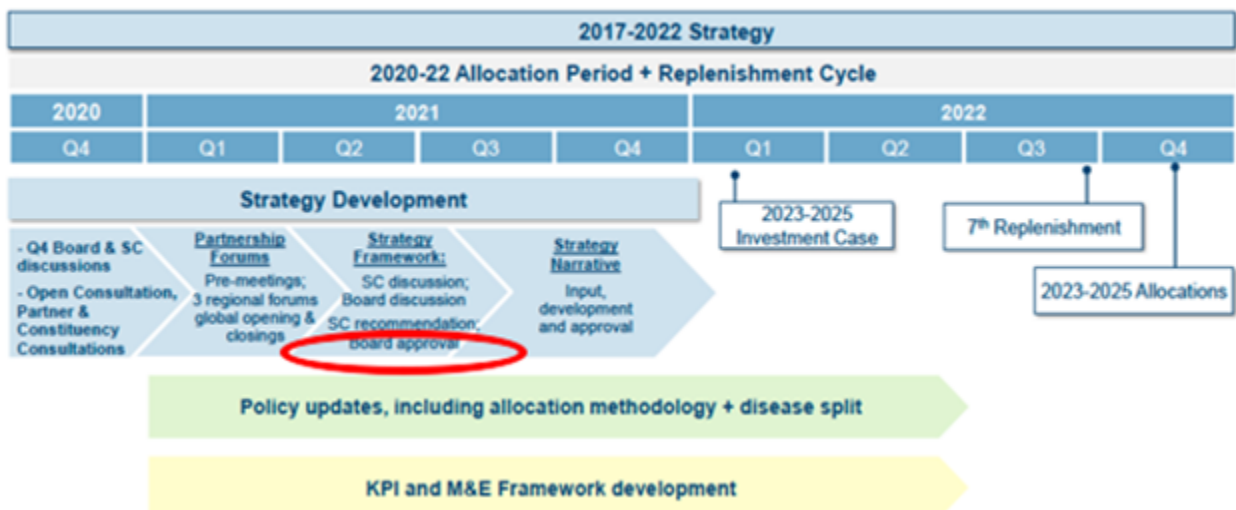 2017-2022 Strategy
2020-22 Allocation Period + Replenishment Cycle
2020
2021
2022
Q4
Q1
Q2
Q3
Q4
Q1
Q2
Q3
Q4
Strategy Development
- Q4 Board & SC
discussions
- Open Consultation,
Partner &
Constituency
Consultations
Partnership
Forums
Pre-meetings;
3 regional forums
global opening &
closings
Strategy
Framework:
SC discussion;
Board discussion
SC recommendation;
Board approval
Strategy
Narrative
Input,
development
and approval
2023-2025
Investment Case
7th Replenishment
2023-2025 Allocations
Policy updates, including allocation methodology + disease split
KPI and M&E Framework development